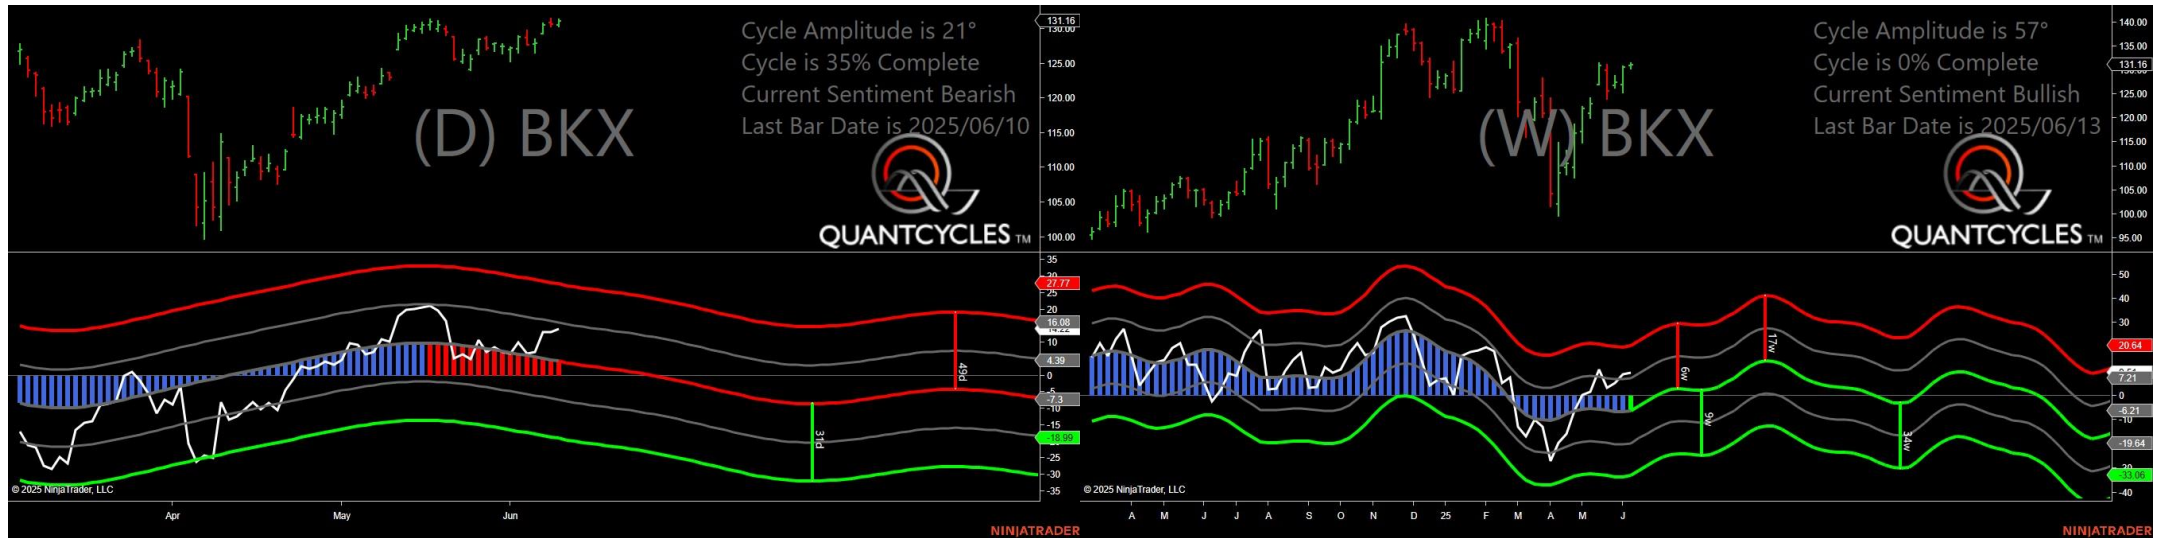 Cycle Amplitude is 21°
Cycle is 35% Complete
Current Sentiment Bearish
Last Bar Date is 2025/06/10
(D) BKX
QUANTCYCLES TM
131.16
130.00
125.00
120.00
115.00
110.00
105.00
100.00
35
30
27.77
25
20
16.08
14.22
4.39
0
-7.3
-10
-15
-18.99
-25
-30
-35
49d
31d
© 2025 NinjaTrader, LLC
Apr May Jun
NINJATRADER
Cycle Amplitude is 57°
Cycle is 0% Complete
Current Sentiment Bullish
Last Bar Date is 2025/06/13
(W) BKX
QUANTCYCLES TM
140.00
135.00
131.16
130.00
125.00
120.00
115.00
110.00
105.00
100.00
95.00
50
40
30
20.64
7.21
0
-6.21
-10
-19.64
-33.06
-40
6w
17w
9w
34w
© 2025 NinjaTrader, LLC
A M J J A S O N D 25 F M A M J
NINJATRADER